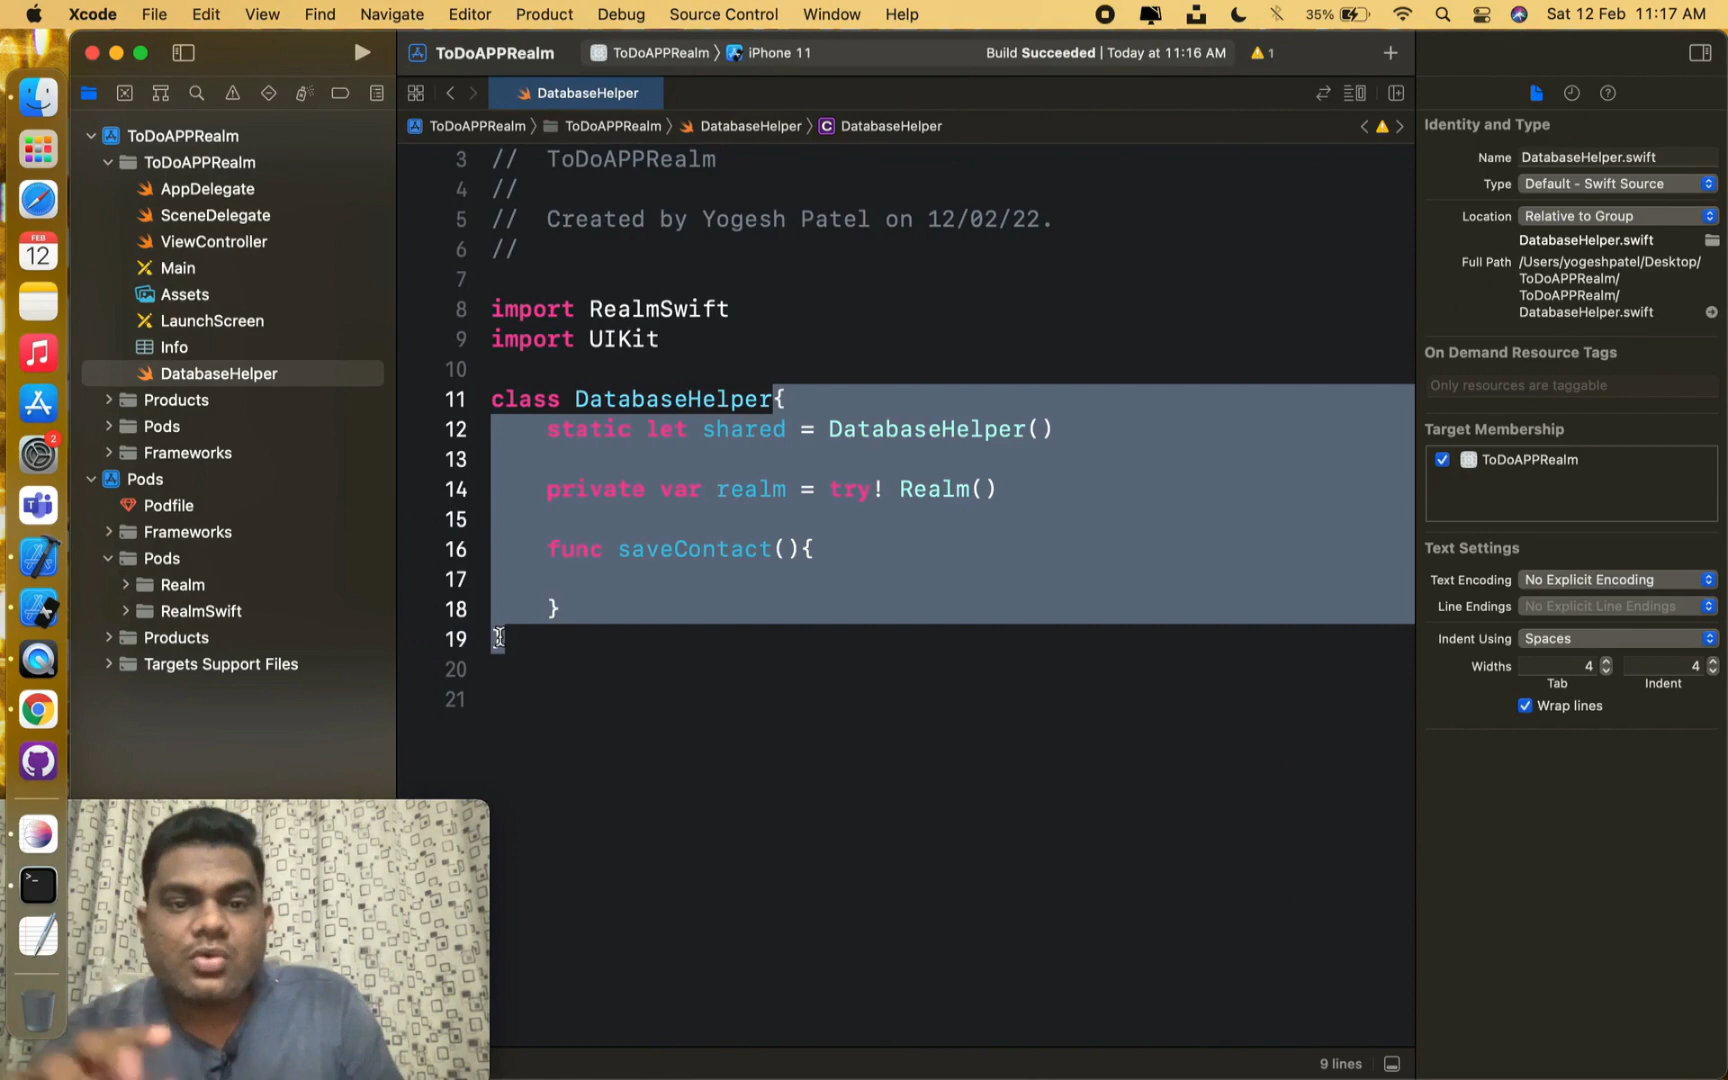 Xcode File Edit View Find Navigate Editor Product Debug Source Control Window Help 35% Sat 12 Feb 11:17 AM
ToDoAPPRealm ToDoAPPRealm iPhone 11 Build Succeeded | Today at 11:16 AM 1
DatabaseHelper
ToDoAPPRealm ToDoAPPRealm DatabaseHelper C DatabaseHelper
ToDoAPPRealm
ToDoAPPRealm
AppDelegate
SceneDelegate
ViewController
Main
Assets
LaunchScreen
Info
DatabaseHelper
Products
Pods
Frameworks
Pods
Podfile
Frameworks
Pods
Realm
RealmSwift
Products
Targets Support Files
3 //  ToDoAPPRealm
4 //
5 //  Created by Yogesh Patel on 12/02/22.
6 //
7
8 import RealmSwift
9 import UIKit
10
11 class DatabaseHelper{
12     static let shared = DatabaseHelper()
13
14     private var realm = try! Realm()
15
16     func saveContact(){
17
18     }
19
20
21
9 lines
Identity and Type
Name DatabaseHelper.swift
Type Default - Swift Source
Location Relative to Group
DatabaseHelper.swift
Full Path /Users/yogeshpatel/Desktop/
ToDoAPPRealm/
ToDoAPPRealm/
DatabaseHelper.swift
On Demand Resource Tags
Only resources are taggable
Target Membership
ToDoAPPRealm
Text Settings
Text Encoding No Explicit Encoding
Line Endings No Explicit Line Endings
Indent Using Spaces
Widths 4 4
Tab Indent
Wrap lines
FEB
12
2